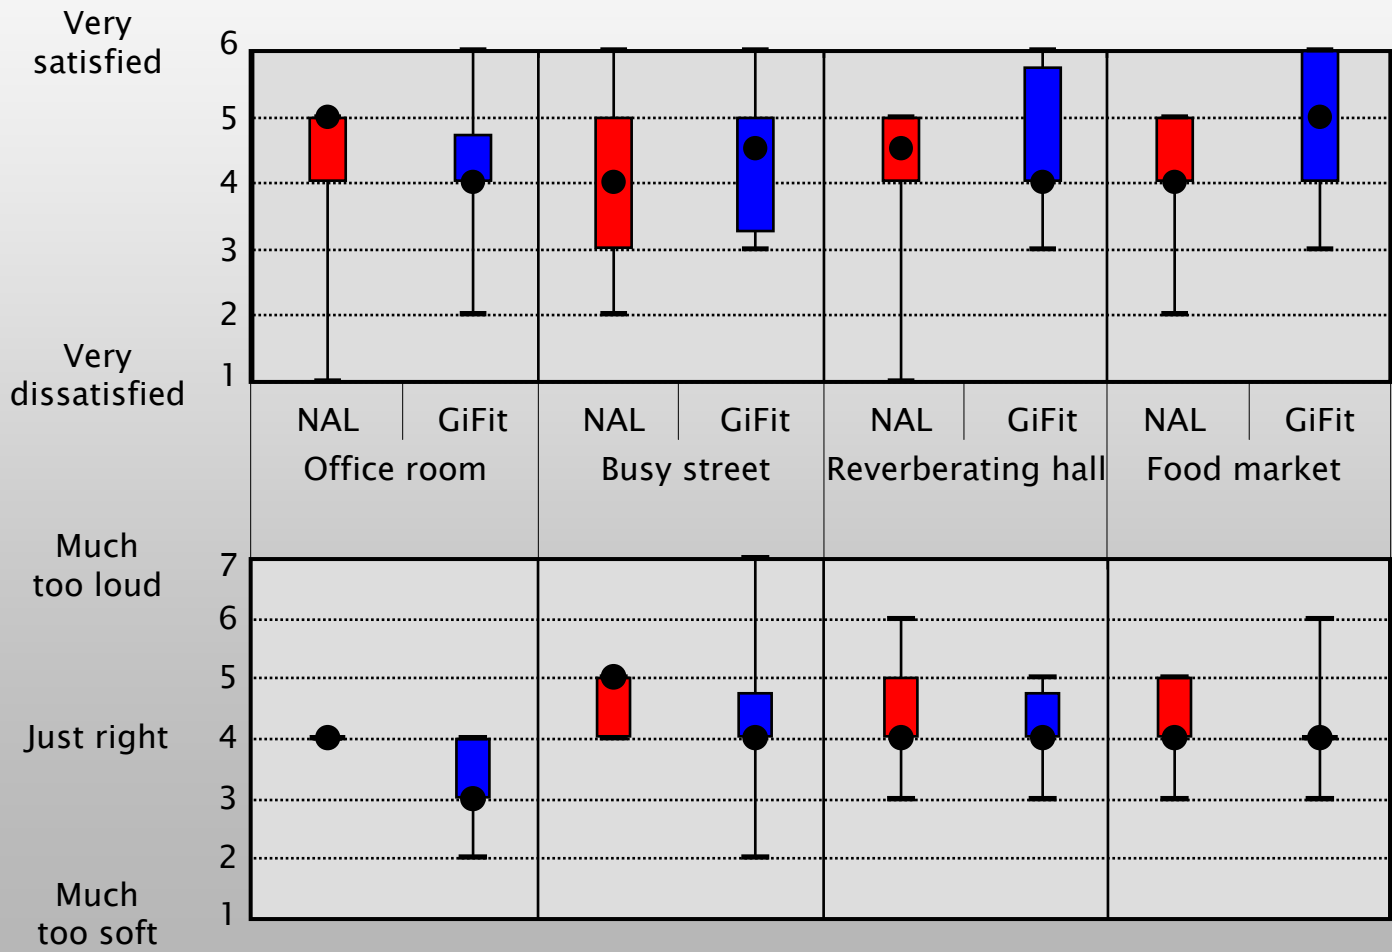 Very
satisfied
6
5
4
3
2
1
Very
dissatisfied
NAL GiFit NAL GiFit NAL GiFit NAL GiFit
Office room Busy street Reverberating hall Food market
Much
too loud
7
6
5
Just right
4
3
2
1
Much
too soft